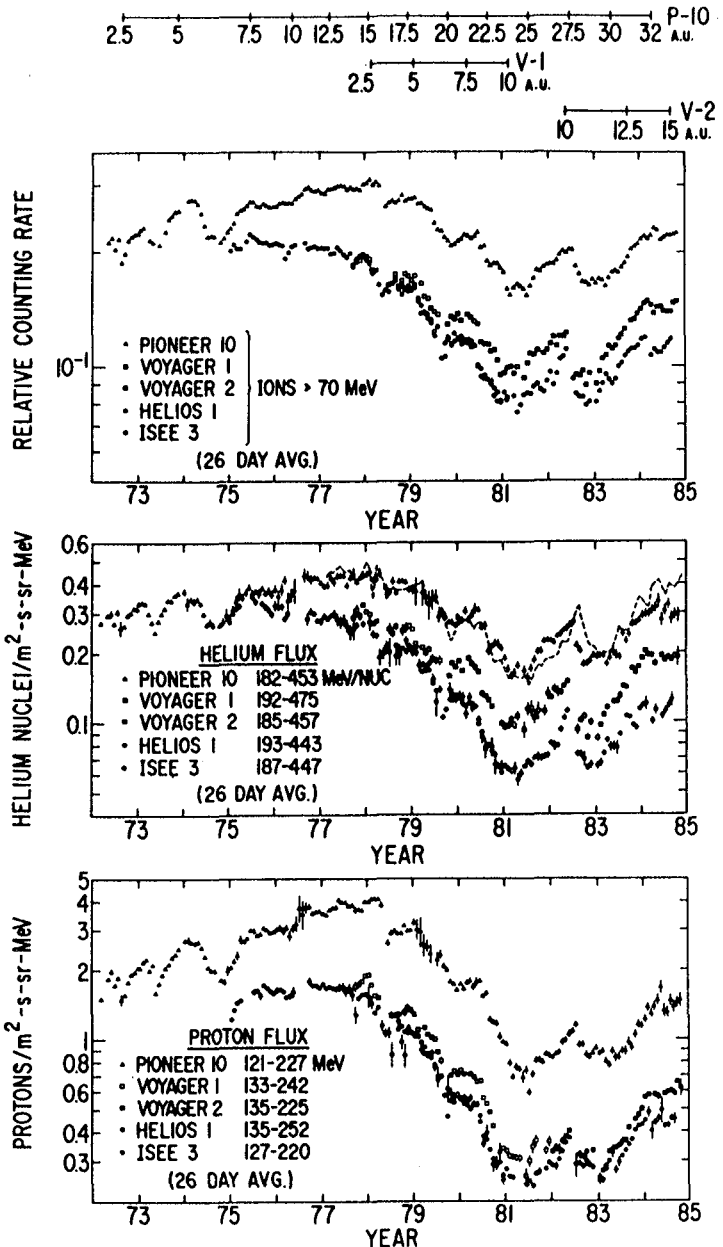 P-10
2.5 5 7.5 10 12.5 15 17.5 20 22.5 25 27.5 30 32 A.U.
V-1
2.5 5 7.5 10 A.U.
V-2
10 12.5 15 A.U.
RELATIVE COUNTING RATE
10⁻¹
PIONEER 10
VOYAGER 1
VOYAGER 2
HELIOS 1
ISEE 3
IONS > 70 MeV
(26 DAY AVG.)
73 75 77 79 81 83 85
YEAR
HELIUM NUCLEI/m²-s-sr-MeV
0.6
0.4
0.3
0.2
0.1
HELIUM FLUX
PIONEER 10 182-453 MeV/NUC
VOYAGER 1 192-475
VOYAGER 2 185-457
HELIOS 1 193-443
ISEE 3 187-447
(26 DAY AVG.)
73 75 77 79 81 83 85
YEAR
PROTONS/m²-s-sr-MeV
5
4
3
2
1
0.8
0.6
0.4
0.3
PROTON FLUX
PIONEER 10 121-227 MeV
VOYAGER 1 133-242
VOYAGER 2 135-225
HELIOS 1 135-252
ISEE 3 127-220
(26 DAY AVG.)
73 75 77 79 81 83 85
YEAR